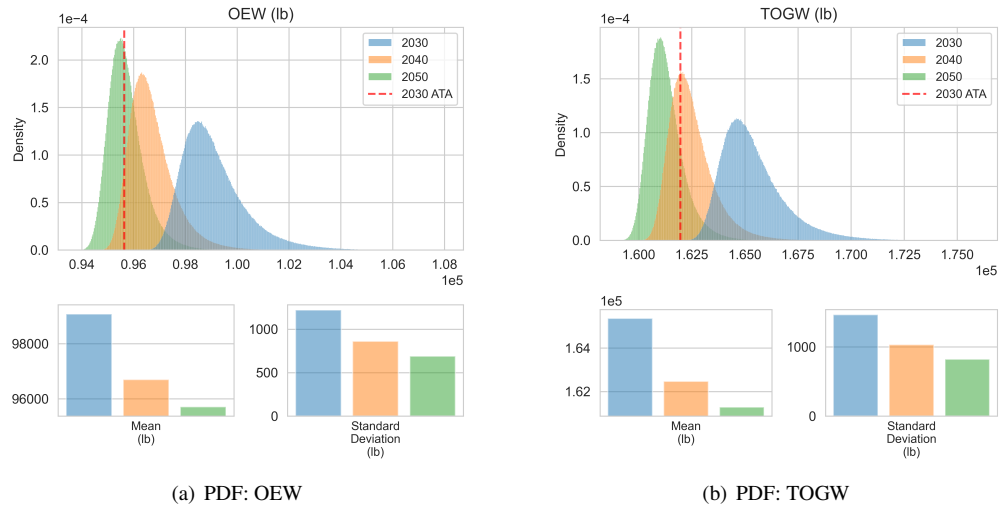 OEW (lb)
1e−4
2030
2040
2050
2030 ATA
2.0
1.5
1.0
0.5
0.0
Density
0.94 0.96 0.98 1.00 1.02 1.04 1.06 1.08
1e5
98000
96000
Mean
(lb)
1000
500
0
Standard
Deviation
(lb)
(a) PDF: OEW
TOGW (lb)
1e−4
2030
2040
2050
2030 ATA
1.5
1.0
0.5
0.0
Density
1.600 1.625 1.650 1.675 1.700 1.725 1.750
1e5
1e5
1.64
1.62
Mean
(lb)
1000
0
Standard
Deviation
(lb)
(b) PDF: TOGW